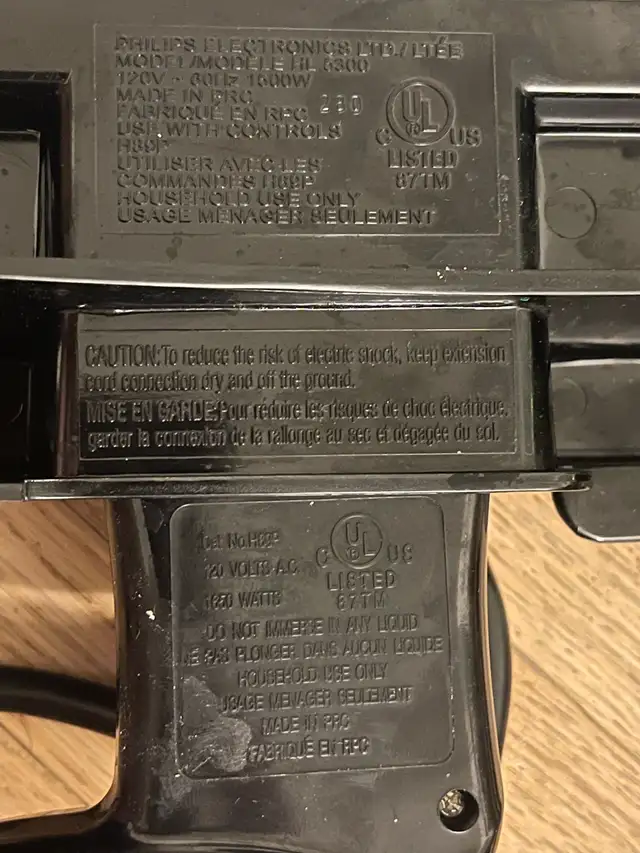 PHILIPS ELECTRONICS LTD./ LTÉE
MODEL/MODÈLE HL 5300
120V ~ 60Hz 1500W
MADE IN PRC
FABRIQUÉ EN RPC
280
USE WITH CONTROLS
H89P
UTILISER AVEC LES
COMMANDES H89P
HOUSEHOLD USE ONLY
USAGE MÉNAGER SEULEMENT
C UL US
LISTED
87TM
CAUTION: To reduce the risk of electric shock, keep extension
cord connection dry and off the ground.
MISE EN GARDE: Pour réduire les risques de choc électrique,
garder la connexion de la rallonge au sec et dégagée du sol.
Cat. No. H89P
120 VOLTS A.C.
1650 WATTS
C UL US
LISTED
87TM
DO NOT IMMERSE IN ANY LIQUID
NE PAS PLONGER DANS AUCUN LIQUIDE
HOUSEHOLD USE ONLY
USAGE MENAGER SEULEMENT
MADE IN PRC
FABRIQUÉ EN RPC